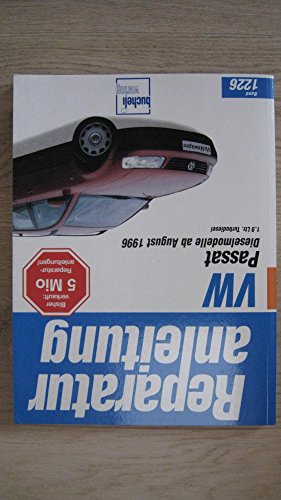 Reparatur
anleitung
VW
Passat
Dieselmodelle ab August 1996
1.9 Ltr. Turbodiesel
Bisher
verkauft:
5 Mio
Reparatur-
anleitungen!
Volkswagen
bucheli
verlag
Band
1226